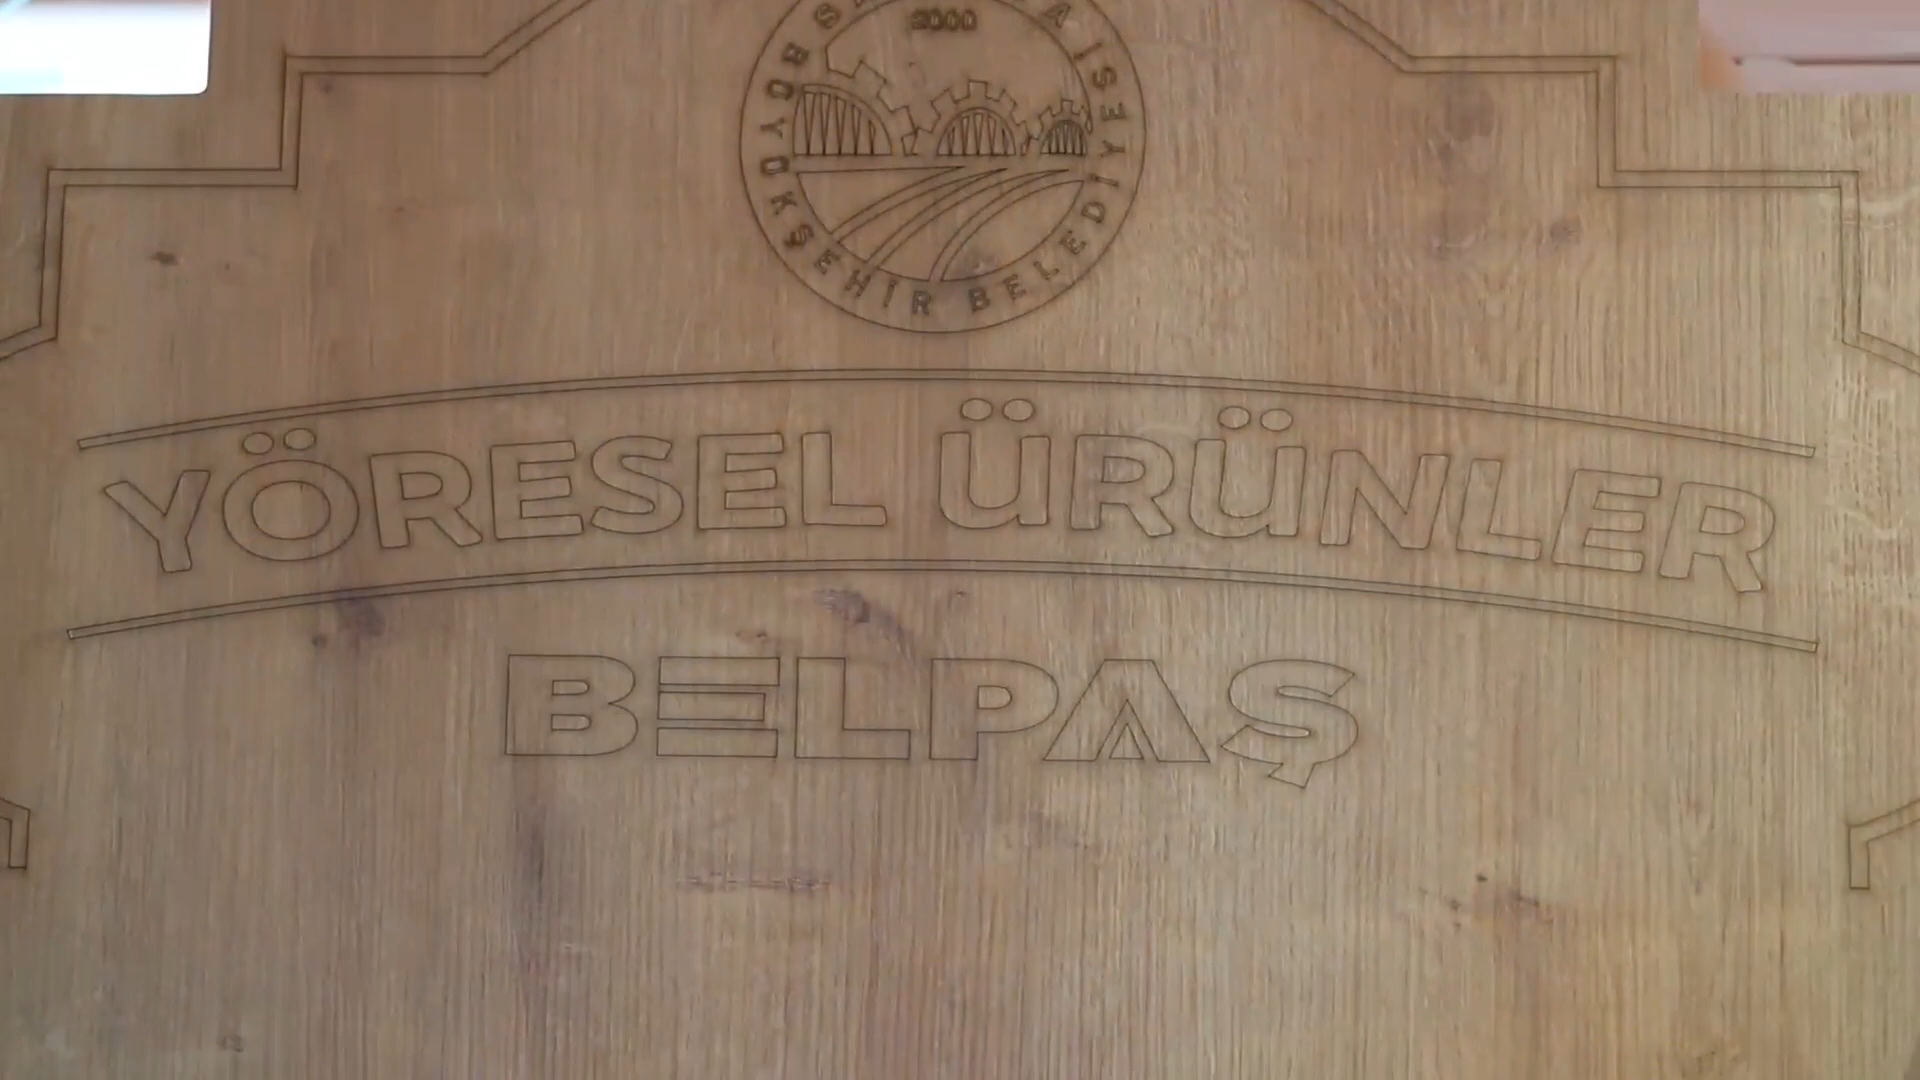 2000
BÜYÜKŞEHİR BELEDİYESİ
YÖRESEL ÜRÜNLER
BELPAŞ